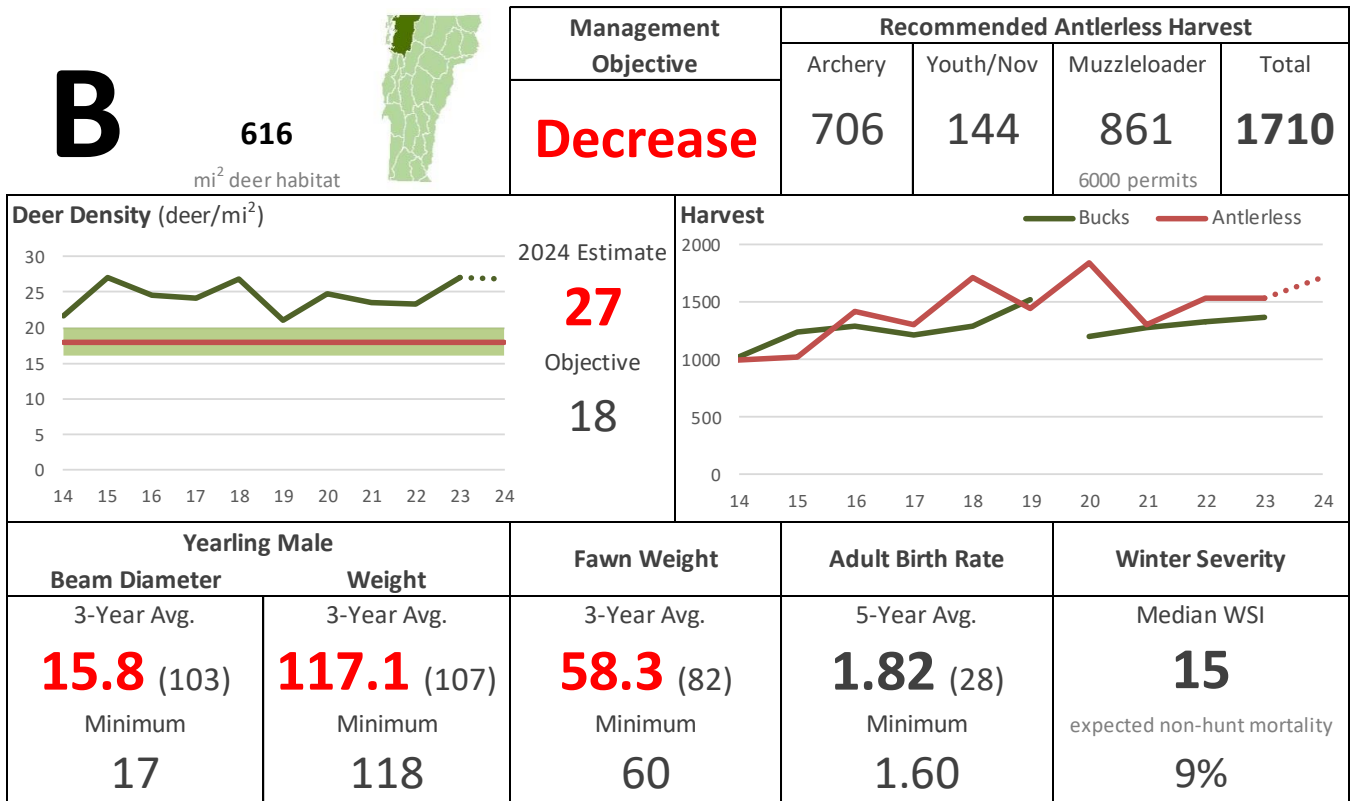 B
616
mi2 deer habitat
Management
Objective
Decrease
Recommended Antlerless Harvest
Archery Youth/Nov Muzzleloader Total
706 144 861 1710
6000 permits
Deer Density (deer/mi2)
30
25
20
15
10
5
0
14 15 16 17 18 19 20 21 22 23 24
2024 Estimate
27
Objective
18
Harvest
Bucks Antlerless
2000
1500
1000
500
0
14 15 16 17 18 19 20 21 22 23 24
Yearling Male
Beam Diameter Weight
Fawn Weight
Adult Birth Rate
Winter Severity
3-Year Avg. 3-Year Avg. 3-Year Avg. 5-Year Avg. Median WSI
15.8 (103) 117.1 (107) 58.3 (82) 1.82 (28) 15
Minimum Minimum Minimum Minimum expected non-hunt mortality
17 118 60 1.60 9%